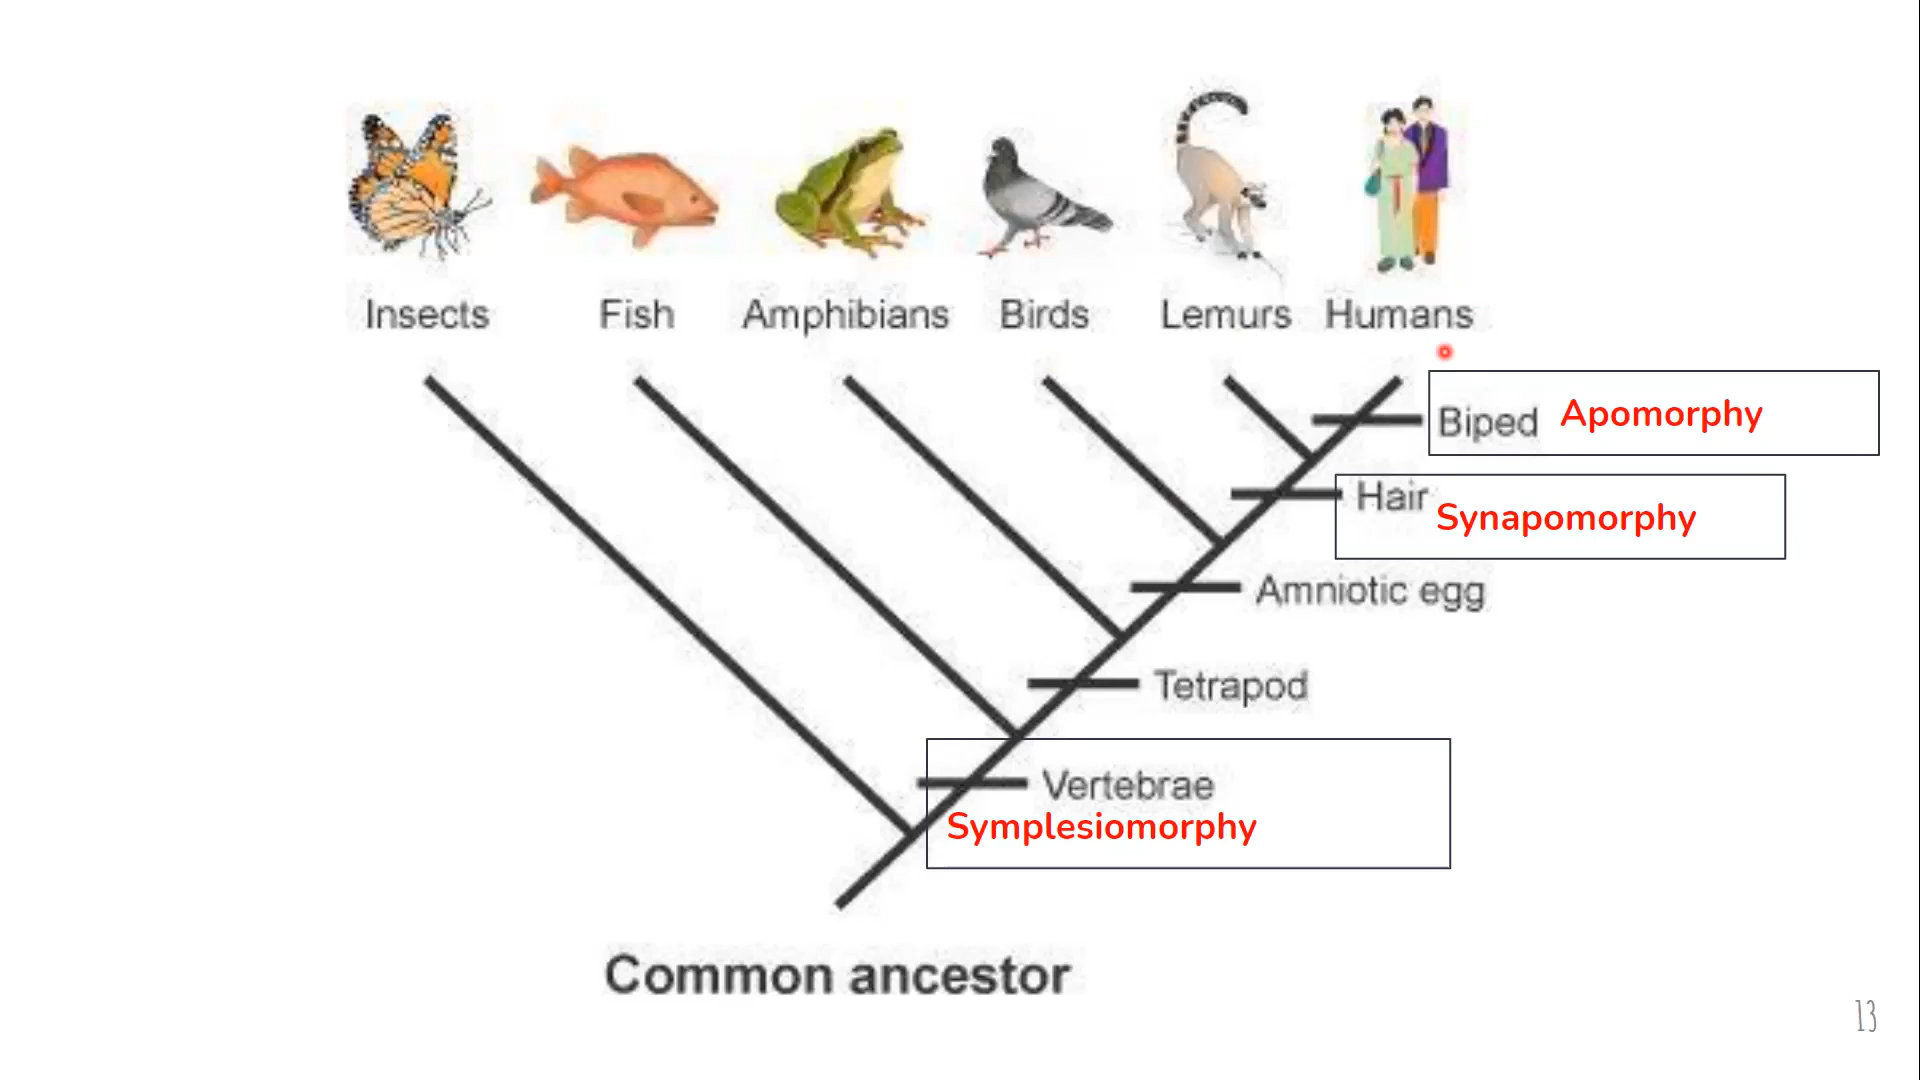 Insects Fish Amphibians Birds Lemurs Humans
Biped Apomorphy
Hair Synapomorphy
Amniotic egg
Tetrapod
Vertebrae
Symplesiomorphy
Common ancestor
13